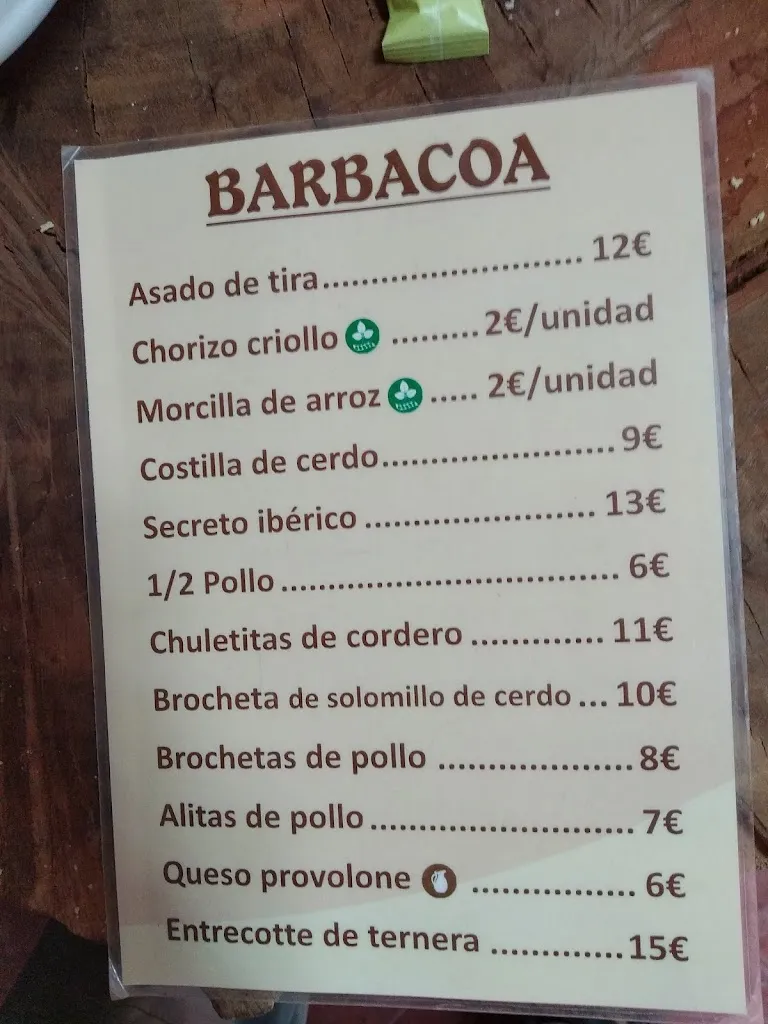 BARBACOA
Asado de tira.............................. 12€
Chorizo criollo .........2€/unidad
Morcilla de arroz ..... 2€/unidad
Costilla de cerdo.........................9€
Secreto ibérico ......................... 13€
1/2 Pollo ..................................... 6€
Chuletitas de cordero .............. 11€
Brocheta de solomillo de cerdo ... 10€
Brochetas de pollo .....................8€
Alitas de pollo ............................. 7€
Queso provolone .................. 6€
Entrecotte de ternera ..............15€